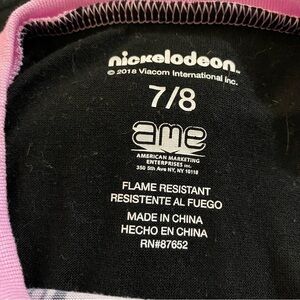 nickelodeon™
© 2018 Viacom International Inc.
7/8
ame
AMERICAN MARKETING
ENTERPRISES inc.
350 5th Ave NY, NY 10118
FLAME RESISTANT
RESISTENTE AL FUEGO
MADE IN CHINA
HECHO EN CHINA
RN#87652